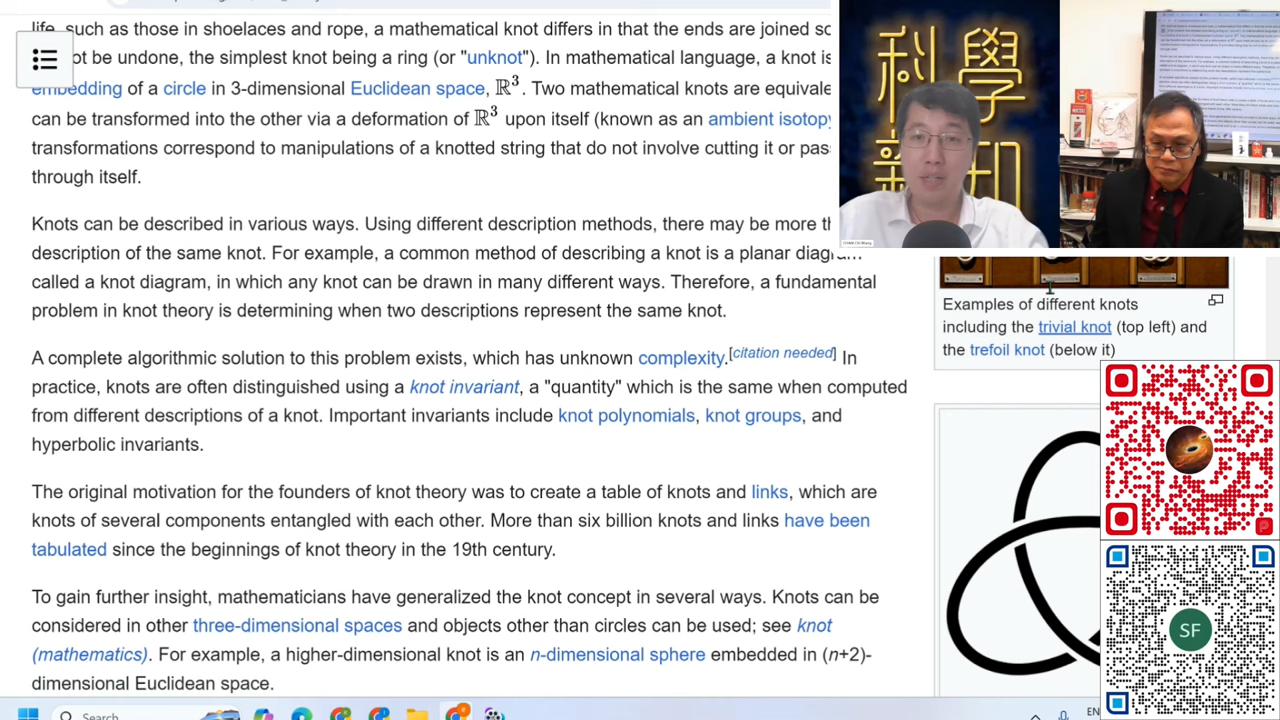 life, such as those in shoelaces and rope, a mathematical knot differs in that the ends are joined so
not be undone, the simplest knot being a ring (or "unknot"). In mathematical language, a knot is
embedding of a circle in 3-dimensional Euclidean space,
mathematical knots are equivale
can be transformed into the other via a deformation of ℝ³
itself (known as an ambient isotop
transformations correspond to manipulations of a knotted string that do not involve cutting it or pas
through itself.
Knots can be described in various ways. Using different description methods, there may be more th
description of the same knot. For example, a common method of describing a knot is a planar diagram
called a knot diagram, in which any knot can be drawn in many different ways. Therefore, a fundamental
problem in knot theory is determining when two descriptions represent the same knot.
A complete algorithmic solution to this problem exists, which has unknown complexity.[citation needed] In
practice, knots are often distinguished using a knot invariant, a "quantity" which is the same when computed
from different descriptions of a knot. Important invariants include knot polynomials, knot groups, and
hyperbolic invariants.
The original motivation for the founders of knot theory was to create a table of knots and links, which are
knots of several components entangled with each other. More than six billion knots and links have been
tabulated since the beginnings of knot theory in the 19th century.
To gain further insight, mathematicians have generalized the knot concept in several ways. Knots can be
considered in other three-dimensional spaces and objects other than circles can be used; see knot
(mathematics). For example, a higher-dimensional knot is an n-dimensional sphere embedded in (n+2)-
dimensional Euclidean space.
科學
新知
Examples of different knots
including the trivial knot (top left) and
the trefoil knot (below it)
SF
Search
EN